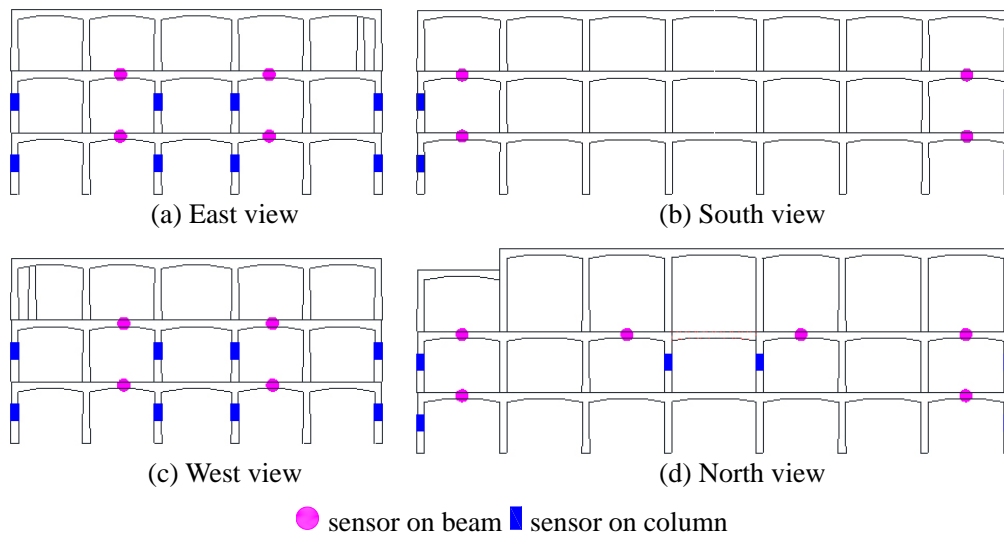 (a) East view
(b) South view
(c) West view
(d) North view
sensor on beam sensor on column